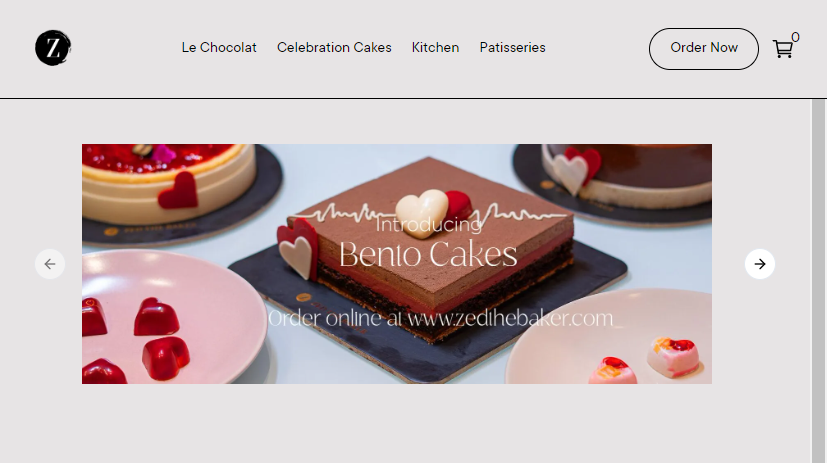 Z
Le Chocolat
Celebration Cakes
Kitchen
Patisseries
Order Now
0
Introducing
Bento Cakes
Order online at www.zedthebaker.com